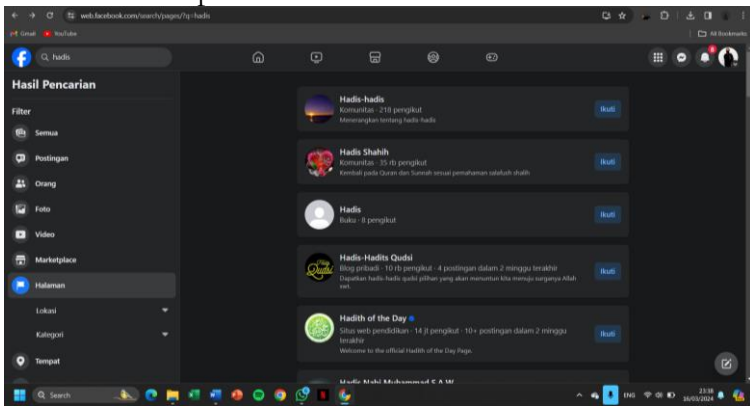 web.facebook.com/search/pages/?q=hadis
Gmail
YouTube
All Bookmarks
hadis
Hasil Pencarian
Filter
Semua
Postingan
Orang
Foto
Video
Marketplace
Halaman
Lokasi
Kategori
Tempat
Hadis-hadis
Komunitas · 218 pengikut
Menerangkan tentang hadis-hadis
Ikuti
Hadis Shahih
Komunitas · 35 rb pengikut
Kembali pada Quran dan Sunnah sesuai pemahaman salafush shalih
Ikuti
Hadis
Buku · 8 pengikut
Ikuti
Qudsi
Hadis-Hadits Qudsi
Blog pribadi · 10 rb pengikut · 4 postingan dalam 2 minggu terakhir
Dapatkan hadis-hadis qudsi pilihan yang akan menuntun kita menuju surganya Allah
swt.
Ikuti
Hadith of the Day
Situs web pendidikan · 14 jt pengikut · 10+ postingan dalam 2 minggu
terakhir
Welcome to the official Hadith of the Day Page.
Ikuti
Hadis Nabi Muhammad S.A.W
Search
ENG
23:38
16/03/2024